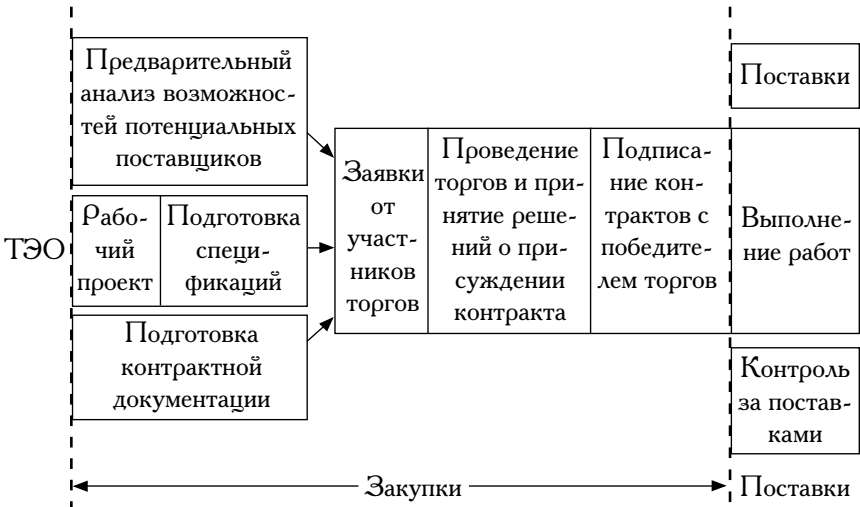 Предварительный
анализ возможнос-
тей потенциальных
поставщиков
ТЭО
Рабо-
чий
проект
Подготовка
специ-
фикаций
Подготовка
контрактной
документации
Заявки
от
участ-
ников
торгов
Проведение
торгов и при-
нятие реше-
ний о при-
суждении
контракта
Подписа-
ние кон-
трактов с
победите-
лем торгов
Поставки
Выполне-
ние работ
Контроль
за постав-
ками
Закупки
Поставки